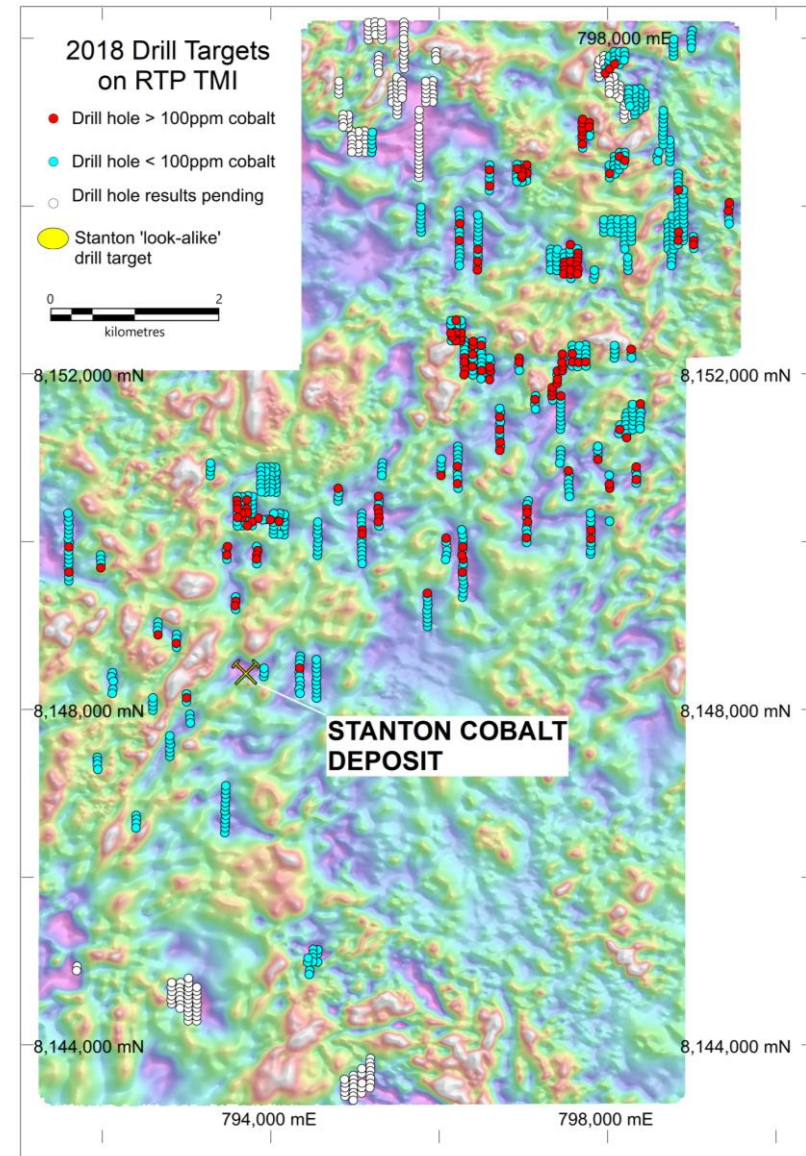 2018 Drill Targets
on RTP TMI
Drill hole > 100ppm cobalt
Drill hole < 100ppm cobalt
Drill hole results pending
Stanton 'look-alike'
drill target
0 2
kilometres
798,000 mE
8,152,000 mN 8,152,000 mN
8,148,000 mN 8,148,000 mN
STANTON COBALT
DEPOSIT
8,144,000 mN 8,144,000 mN
794,000 mE 798,000 mE